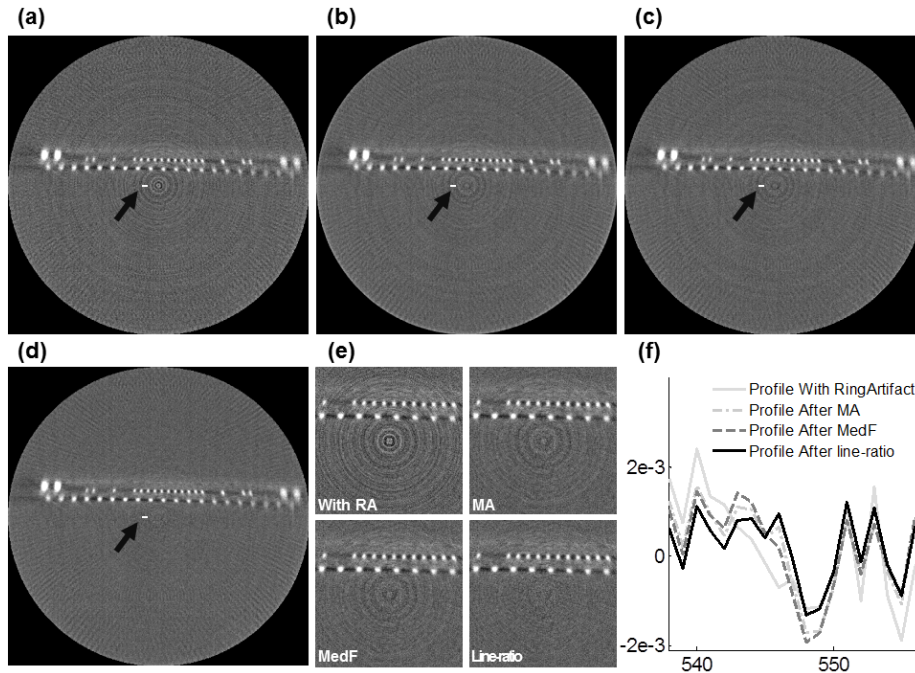 (a)
(b)
(c)
(d)
(e)
(f)
With RA
MA
MedF
Line-ratio
Profile With RingArtifact
Profile After MA
Profile After MedF
Profile After line-ratio
2e-3
0
-2e-3
540
550